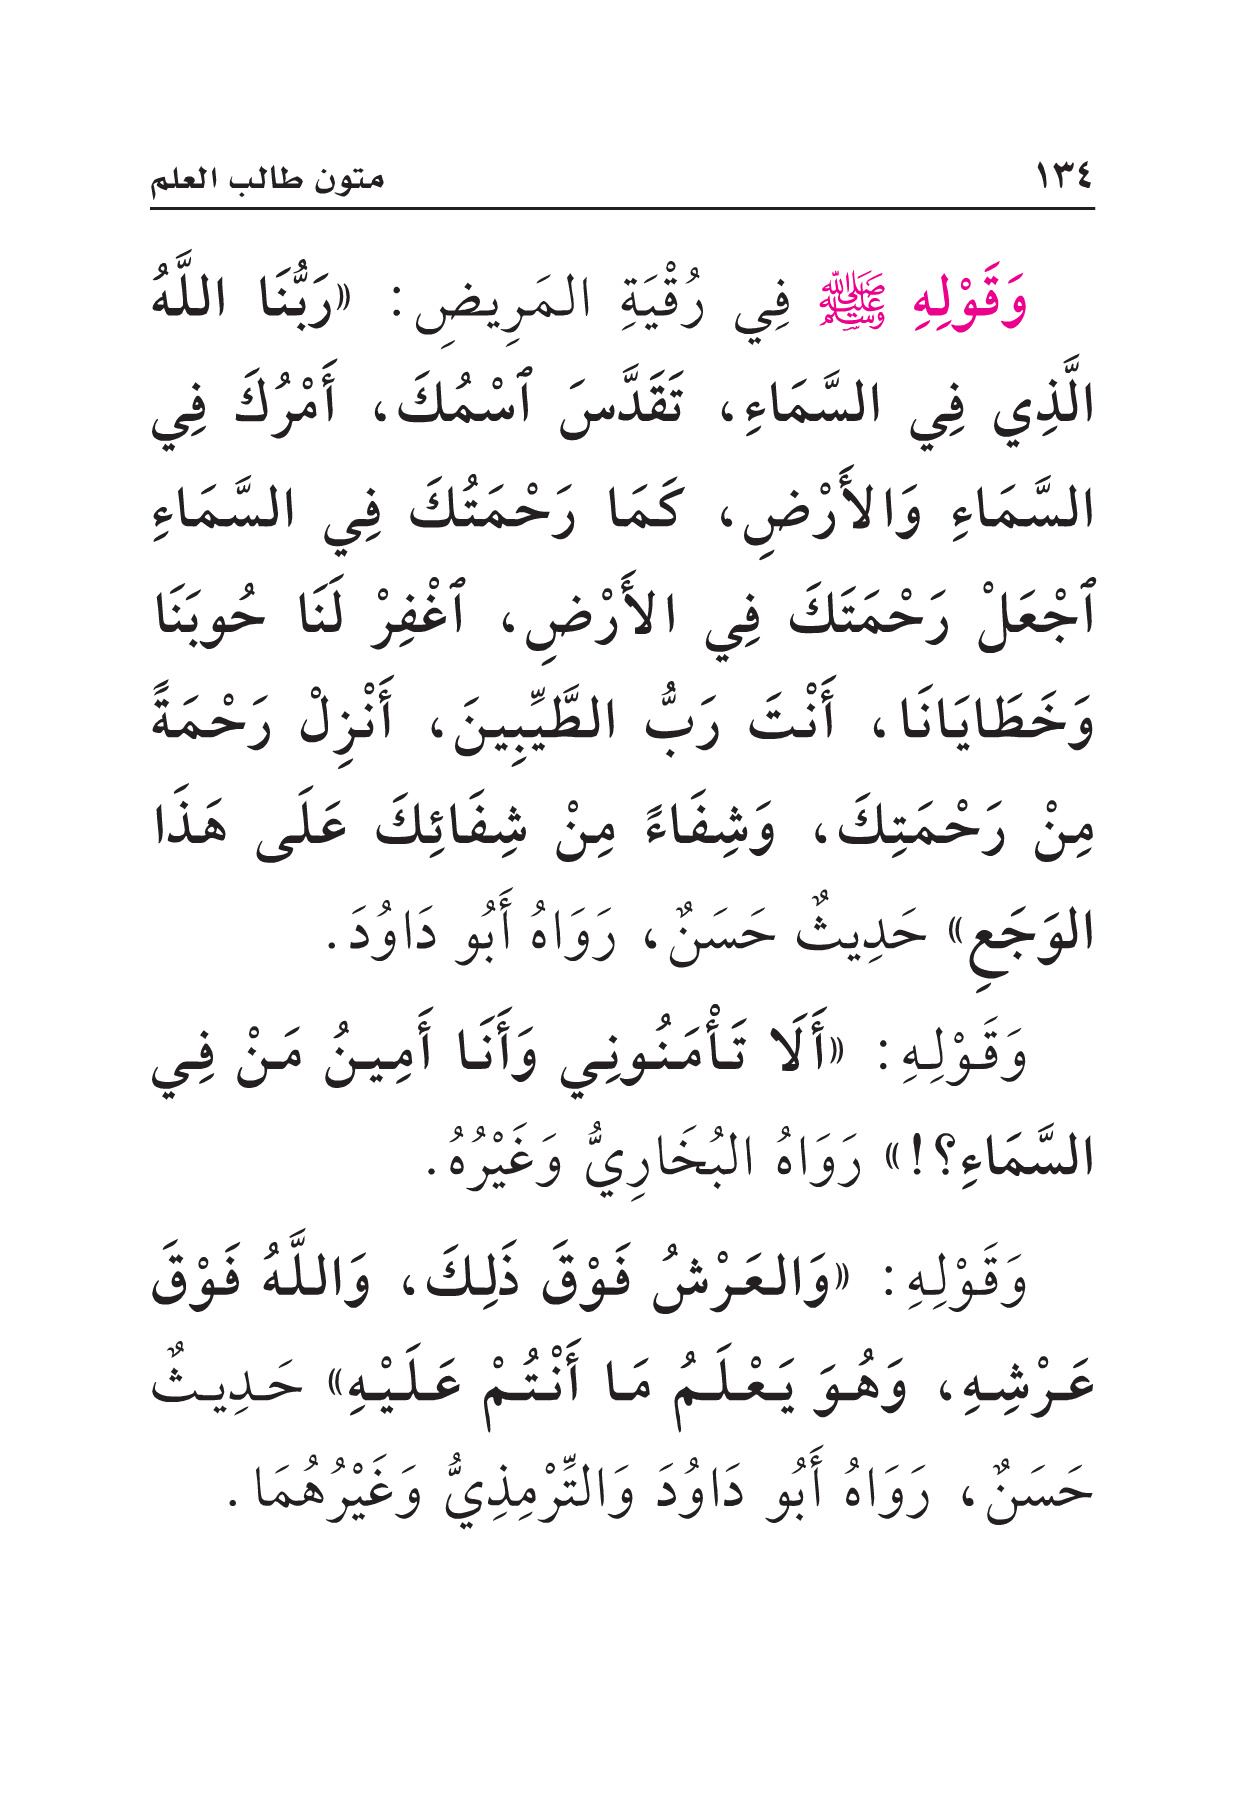 ١٣٤ متون طالب العلم
وَقَوْلِهِ ﷺ فِي رُقْيَةِ المَرِيضِ: «رَبُّنَا اللَّهُ
الَّذِي فِي السَّمَاءِ، تَقَدَّسَ ٱسْمُكَ، أَمْرُكَ فِي
السَّمَاءِ وَالأَرْضِ، كَمَا رَحْمَتُكَ فِي السَّمَاءِ
ٱجْعَلْ رَحْمَتَكَ فِي الأَرْضِ، ٱغْفِرْ لَنَا حُوبَنَا
وَخَطَايَانَا، أَنْتَ رَبُّ الطَّيِّبِينَ، أَنْزِلْ رَحْمَةً
مِنْ رَحْمَتِكَ، وَشِفَاءً مِنْ شِفَائِكَ عَلَى هَذَا
الوَجَعِ» حَدِيثٌ حَسَنٌ، رَوَاهُ أَبُو دَاوُدَ.
وَقَوْلِهِ: «أَلَا تَأْمَنُونِي وَأَنَا أَمِينُ مَنْ فِي
السَّمَاءِ؟!» رَوَاهُ البُخَارِيُّ وَغَيْرُهُ.
وَقَوْلِهِ: «وَالعَرْشُ فَوْقَ ذَلِكَ، وَاللَّهُ فَوْقَ
عَرْشِهِ، وَهُوَ يَعْلَمُ مَا أَنْتُمْ عَلَيْهِ» حَدِيثٌ
حَسَنٌ، رَوَاهُ أَبُو دَاوُدَ وَالتِّرْمِذِيُّ وَغَيْرُهُمَا.